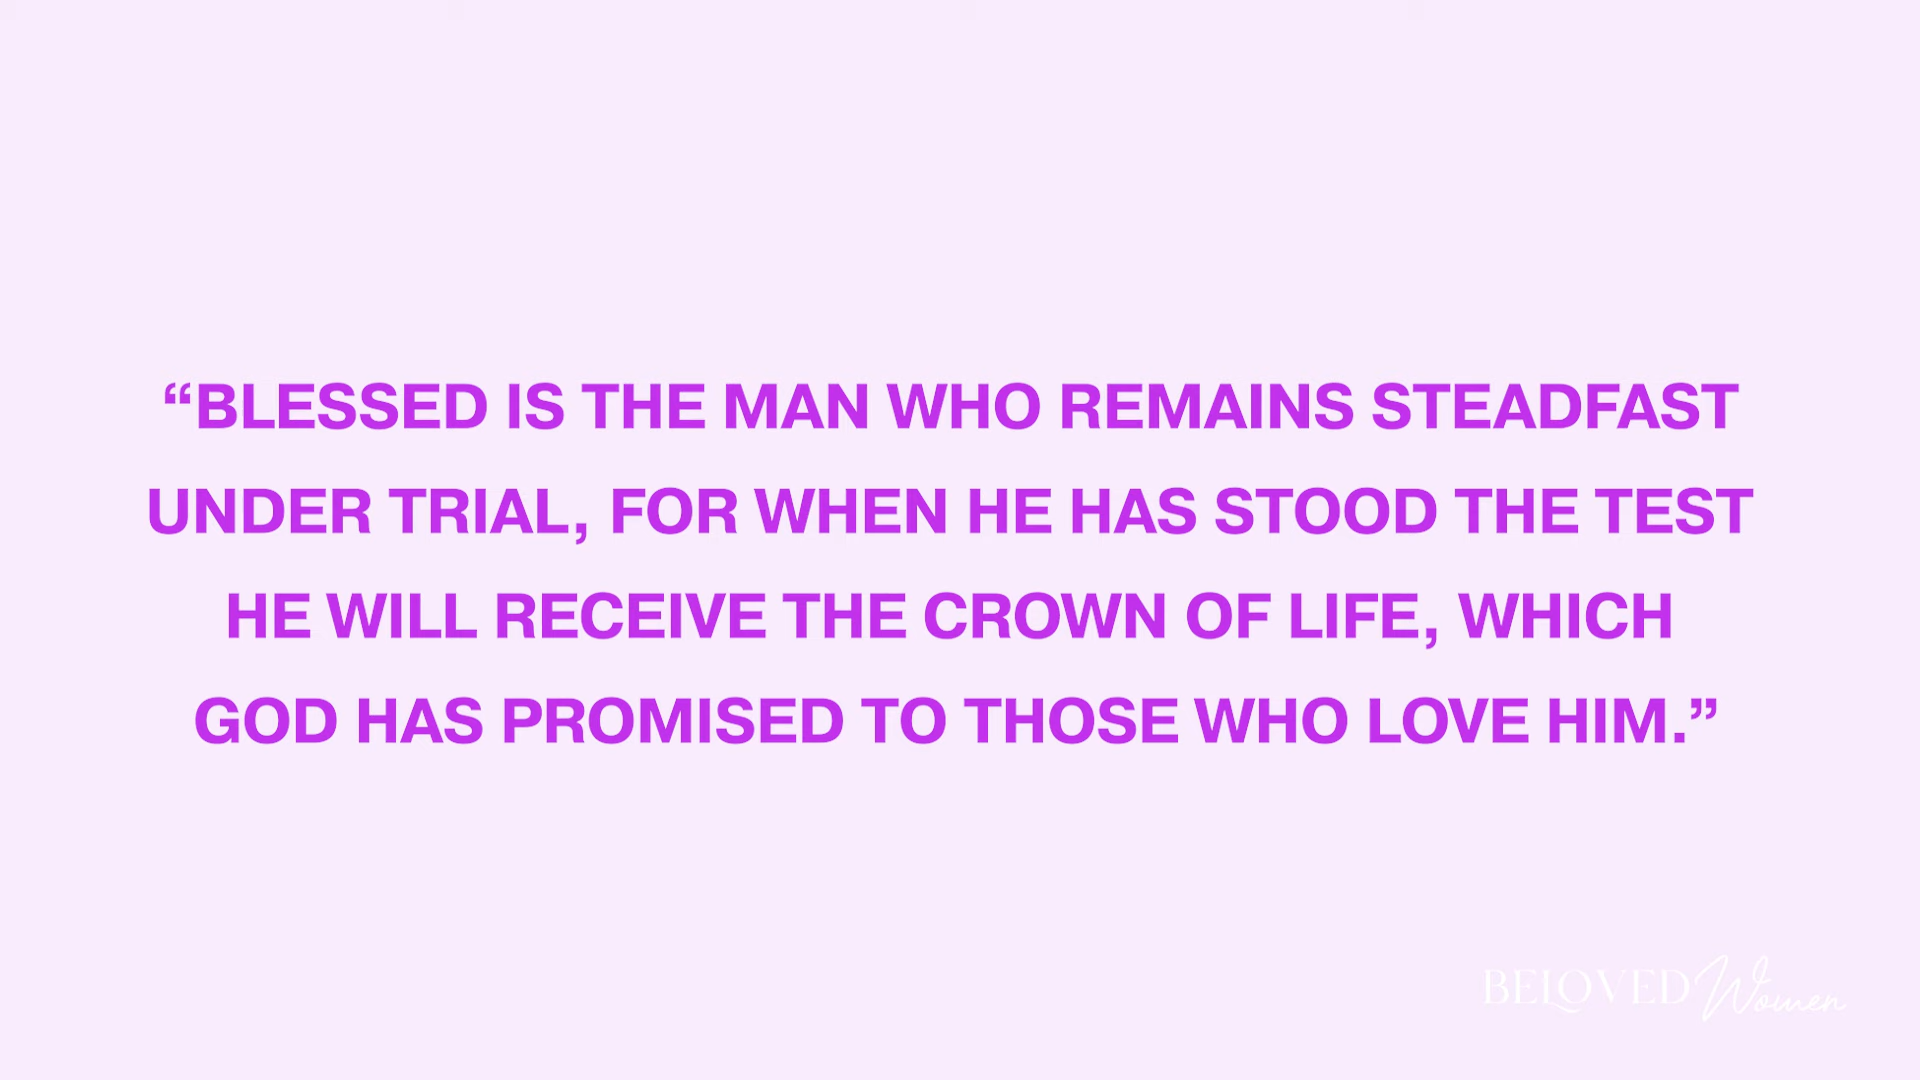 “BLESSED IS THE MAN WHO REMAINS STEADFAST
UNDER TRIAL, FOR WHEN HE HAS STOOD THE TEST
HE WILL RECEIVE THE CROWN OF LIFE, WHICH
GOD HAS PROMISED TO THOSE WHO LOVE HIM.”
BELOVED Women